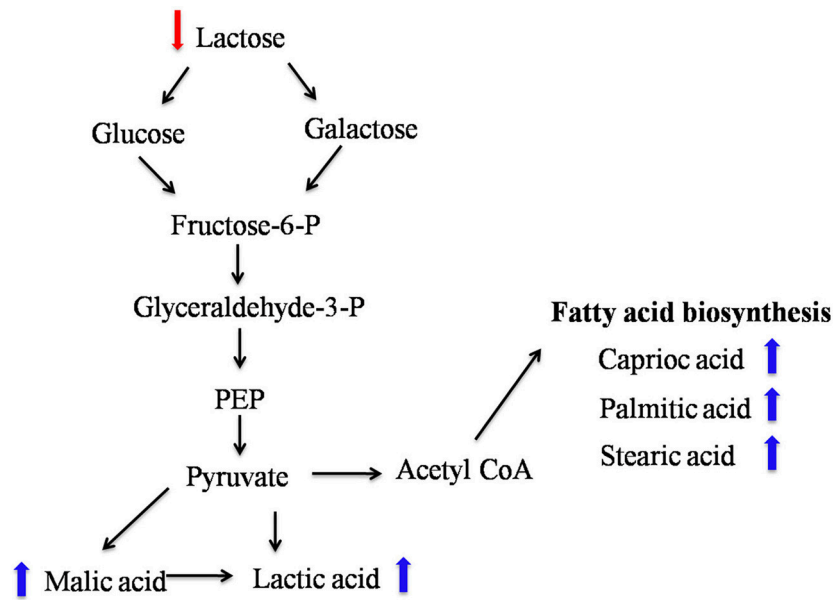 Lactose
Glucose
Galactose
Fructose-6-P
Glyceraldehyde-3-P
PEP
Pyruvate
Acetyl CoA
Fatty acid biosynthesis
Caprioc acid
Palmitic acid
Stearic acid
Malic acid
Lactic acid